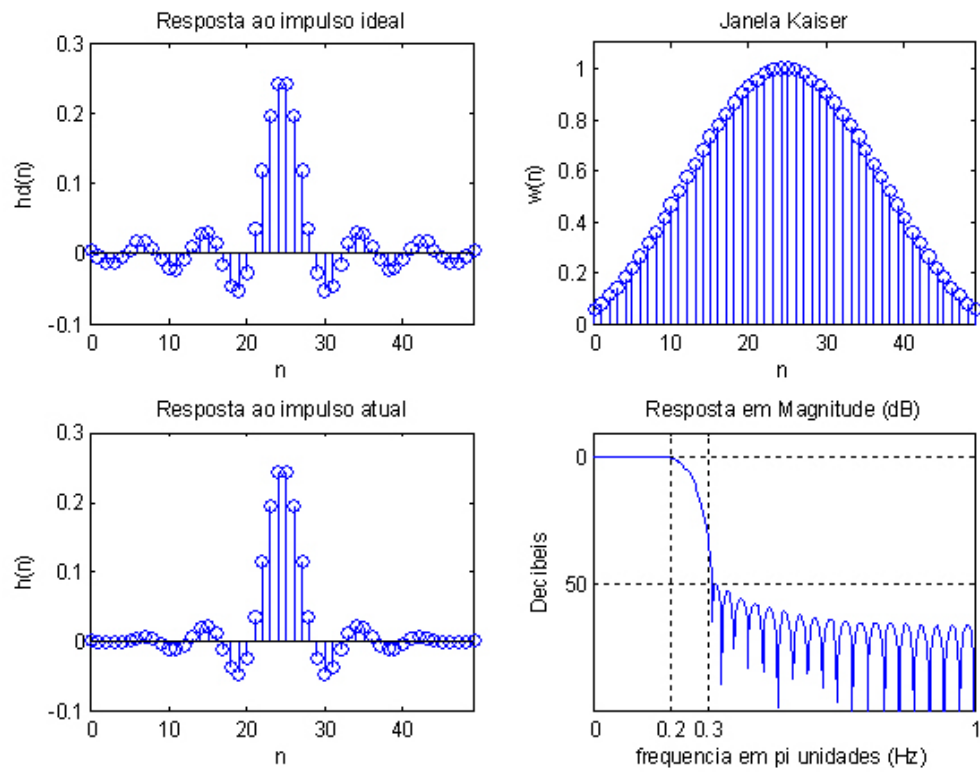 Resposta ao impulso ideal
0.3
0.2
0.1
0
-0.1
hd(n)
0 10 20 30 40
n
Janela Kaiser
1
0.8
0.6
0.4
0.2
0
w(n)
0 20 30 40
n
Resposta ao impulso atual
0.3
0.2
0.1
0
-0.1
h(n)
0 10 20 30 40
n
Resposta em Magnitude (dB)
0
50
Decibeis
0 0.2 0.3 1
frequencia em pi unidades (Hz)